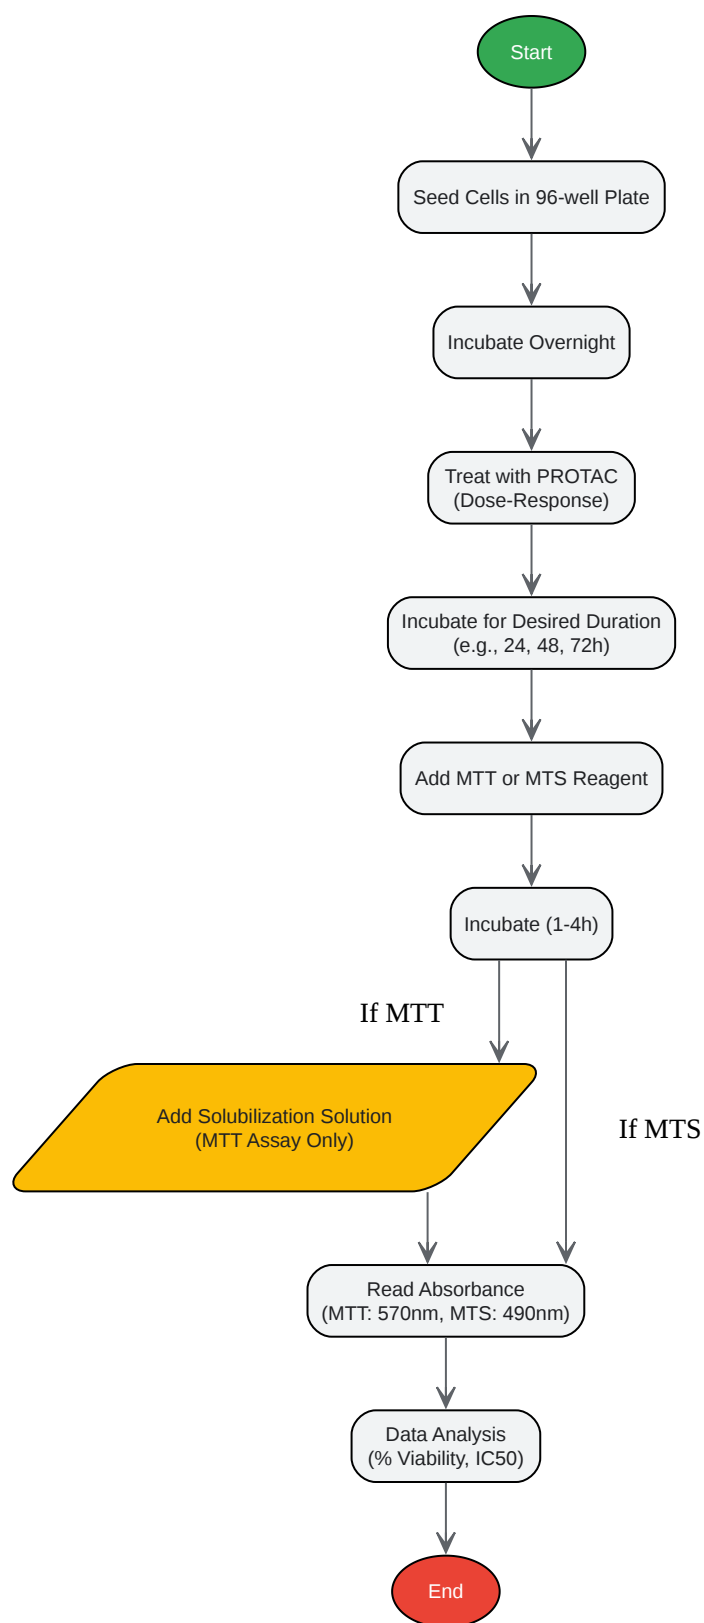 Start
Seed Cells in 96-well Plate
Incubate Overnight
Treat with PROTAC
(Dose-Response)
Incubate for Desired Duration
(e.g., 24, 48, 72h)
Add MTT or MTS Reagent
Incubate (1-4h)
If MTT
Add Solubilization Solution
(MTT Assay Only)
If MTS
Read Absorbance
(MTT: 570nm, MTS: 490nm)
Data Analysis
(% Viability, IC50)
End